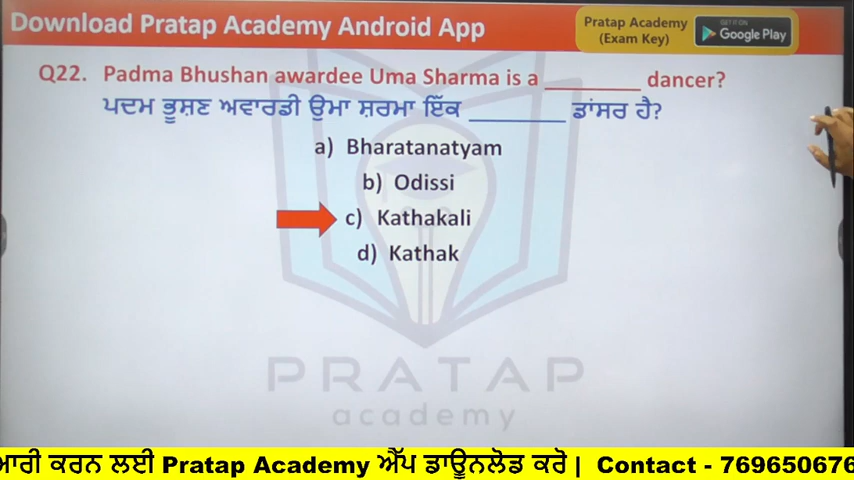 Download Pratap Academy Android App
Pratap Academy
(Exam Key)
GET IT ON
Google Play
Q22. Padma Bhushan awardee Uma Sharma is a ________ dancer?
ਪਦਮ ਭੂਸ਼ਣ ਅਵਾਰਡੀ ਉਮਾ ਸ਼ਰਮਾ ਇੱਕ ________ ਡਾਂਸਰ ਹੈ?
a) Bharatanatyam
b) Odissi
c) Kathakali
d) Kathak
PRATAP
academy
ਕਰਨ ਲਈ Pratap Academy ਐੱਪ ਡਾਊਨਲੋਡ ਕਰੋ | Contact - 769650676